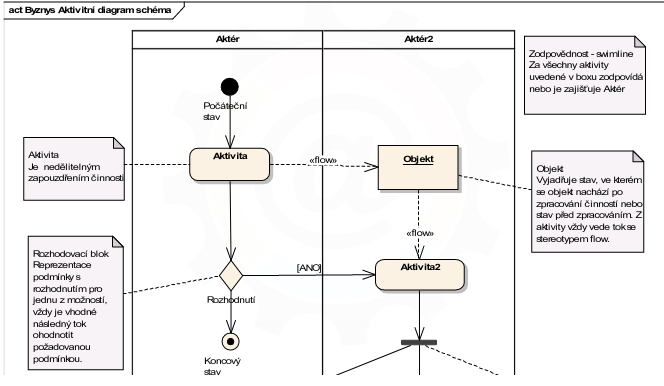 act Byznys Aktivitní diagram schéma
Aktér
Aktér2
Zodpovědnost - swimline
Za všechny aktivity
uvedené v boxu zodpovídá
nebo je zajišťuje Aktér
Počáteční
stav
Aktivita
Je nedělitelným
zapouzdřením činnosti
Aktivita
«flow»
Objekt
Objekt
Vyjadřuje stav, ve kterém
se objekt nachází po
zpracování činností nebo
stav před zpracováním. Z
aktivity vždy vede tok se
stereotypem flow.
«flow»
Rozhodovací blok
Reprezentace
podmínky s
rozhodnutím pro
jednu z možností,
vždy je vhodné
následný tok
ohodnotit
požadovanou
podmínkou.
[ANO]
Aktivita2
Rozhodnutí
Koncový
stav